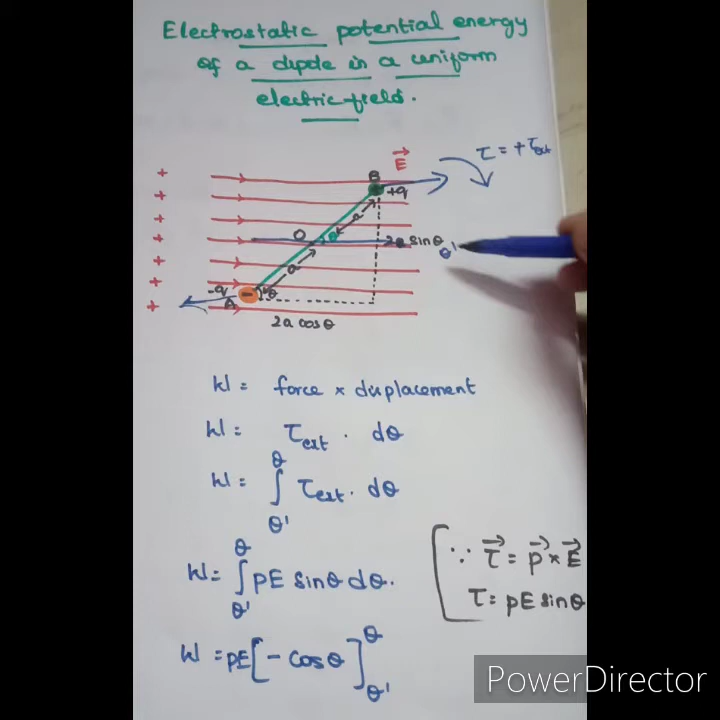 Electrostatic potential energy
of a dipole in a uniform
electric field.
E→
τ = +τext
B
+q
a
O
θ
2a sinθ
θ'
a
-q
-
θ
A
2a cosθ
+
+
+
+
+
+
+
W = force × duplacement
W = τext · dθ
W = ∫θ'^θ τext · dθ
W = ∫θ'^θ pE sinθ dθ.
∵ τ→ = p→ × E→
τ = pE sinθ
W = pE[- cosθ]θ'^θ
PowerDirector